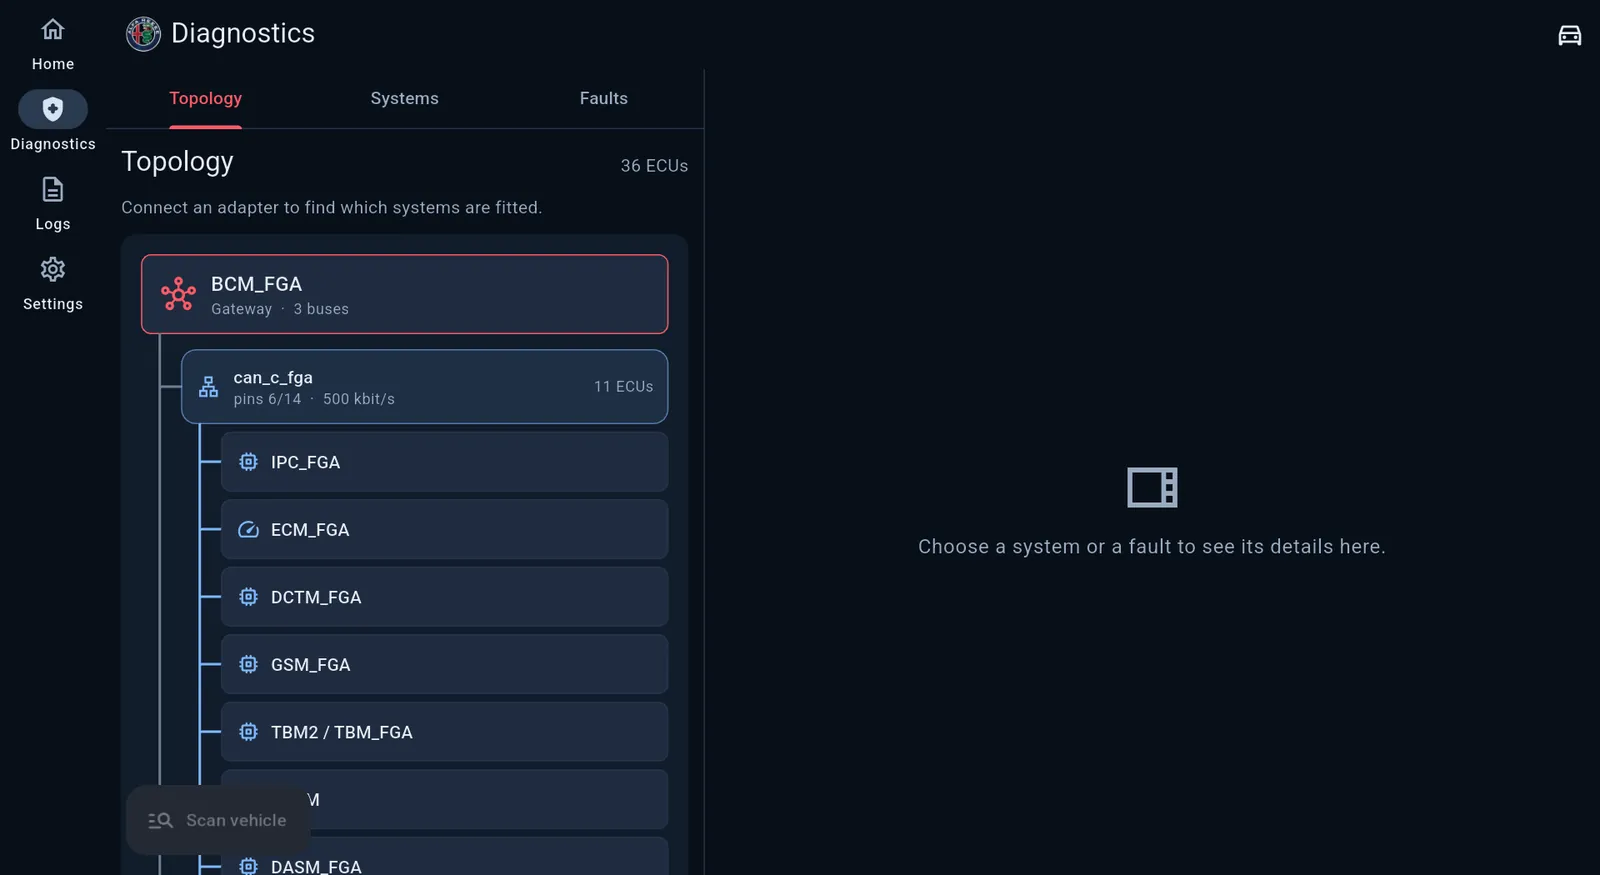 Home
Diagnostics
Logs
Settings
Diagnostics
Topology
Systems
Faults
Topology
36 ECUs
Connect an adapter to find which systems are fitted.
BCM_FGA
Gateway · 3 buses
can_c_fga
pins 6/14 · 500 kbit/s
11 ECUs
IPC_FGA
ECM_FGA
DCTM_FGA
GSM_FGA
TBM2 / TBM_FGA
M
Scan vehicle
DASM_FGA
Choose a system or a fault to see its details here.